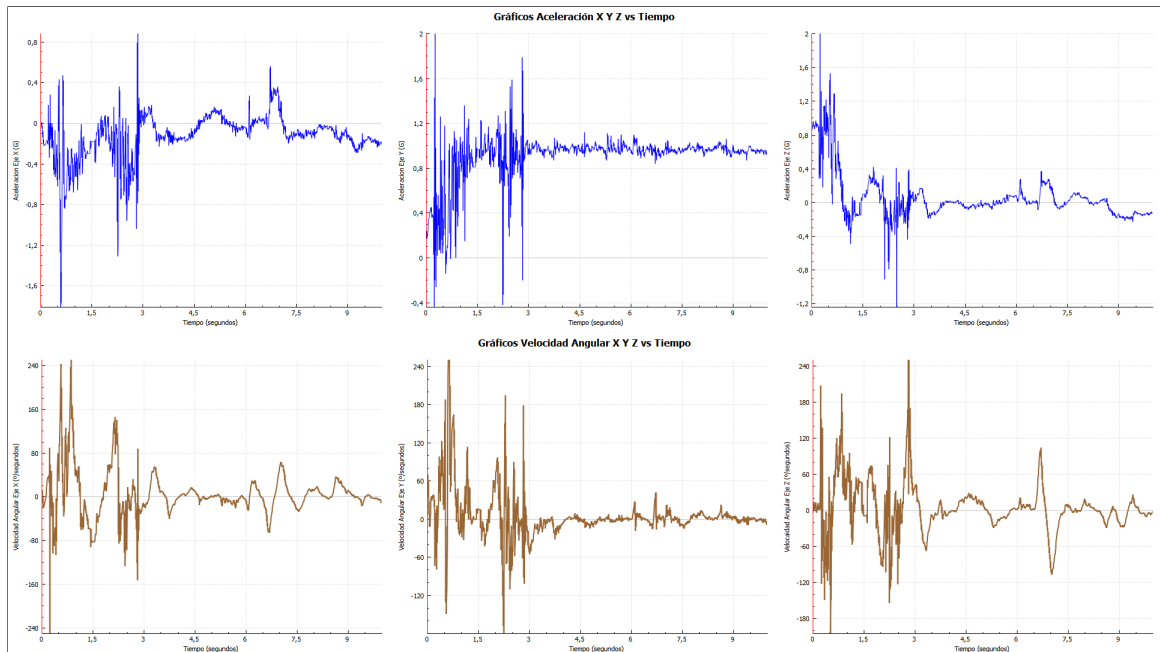 Gráficos Aceleración X Y Z vs Tiempo
Aceleracion Eje X (G)
0,8
0,4
0
-0,4
-0,8
-1,2
-1,6
0 1,5 3 4,5 6 7,5 9
Tiempo (segundos)
Aceleracion Eje Y (G)
2
1,6
1,2
0,8
0,4
0
-0,4
0 1,5 3 4,5 6 7,5 9
Tiempo (segundos)
Aceleracion Eje Z (G)
2
1,6
1,2
0,8
0,4
0
-0,4
-0,8
-1,2
0 1,5 3 4,5 6 7,5 9
Tiempo (segundos)
Gráficos Velocidad Angular X Y Z vs Tiempo
Velocidad Angular Eje X (º/segundos)
240
160
80
0
-80
-160
-240
0 1,5 3 4,5 6 7,5 9
Tiempo (segundos)
Velocidad Angular Eje Y (º/segundos)
240
180
120
60
0
-60
-120
0 1,5 3 4,5 6 7,5 9
Tiempo (segundos)
Velocaidad Angular Eje Z (º/segundos)
240
180
120
60
0
-60
-120
-180
0 1,5 3 4,5 6 7,5 9
Tiempo (segundos)